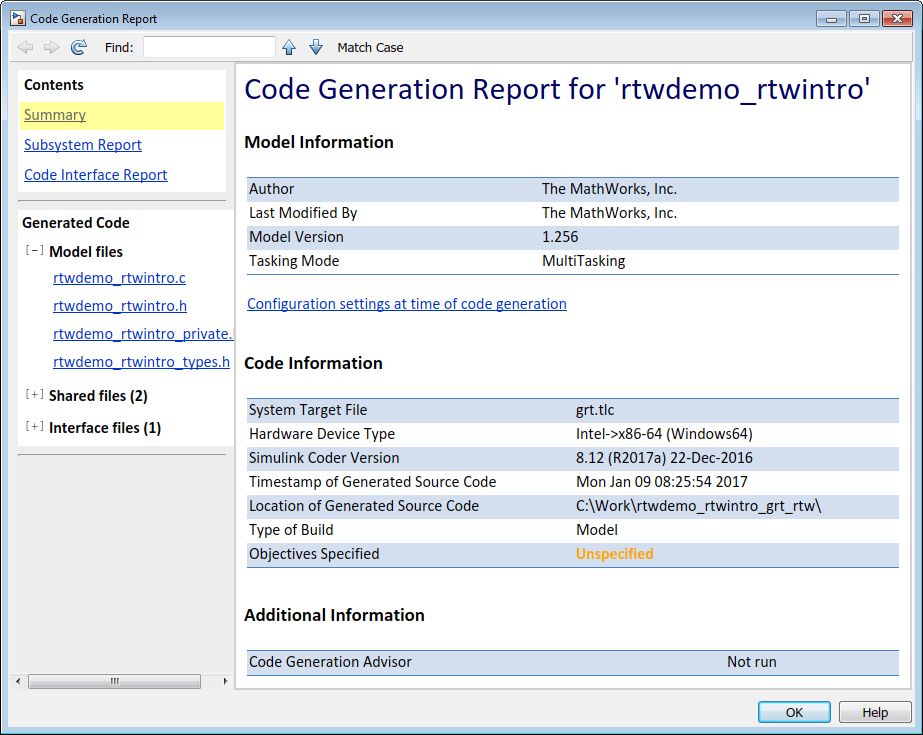 Code Generation Report
Find: Match Case
Contents
Summary
Subsystem Report
Code Interface Report
Generated Code
[-] Model files
rtwdemo_rtwintro.c
rtwdemo_rtwintro.h
rtwdemo_rtwintro_private.
rtwdemo_rtwintro_types.h
[+] Shared files (2)
[+] Interface files (1)
Code Generation Report for 'rtwdemo_rtwintro'
Model Information
Author The MathWorks, Inc.
Last Modified By The MathWorks, Inc.
Model Version 1.256
Tasking Mode MultiTasking
Configuration settings at time of code generation
Code Information
System Target File grt.tlc
Hardware Device Type Intel->x86-64 (Windows64)
Simulink Coder Version 8.12 (R2017a) 22-Dec-2016
Timestamp of Generated Source Code Mon Jan 09 08:25:54 2017
Location of Generated Source Code C:\Work\rtwdemo_rtwintro_grt_rtw\
Type of Build Model
Objectives Specified Unspecified
Additional Information
Code Generation Advisor Not run
OK Help